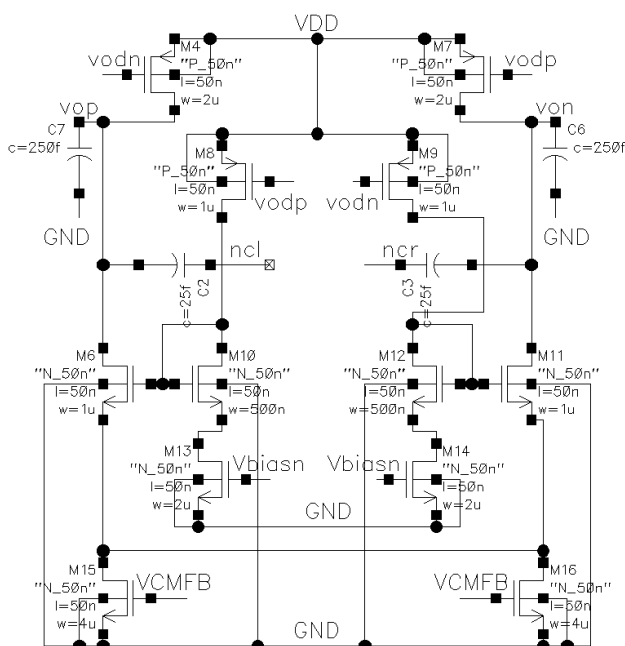 VDD
vodn
M4
"P_50n"
l=50n
w=2u
M7
"P_50n"
l=50n
w=2u
vodp
vop
C7
c=250f
GND
von
C6
c=250f
GND
M8
"P_50n"
l=50n
w=1u
vodp
M9
"P_50n"
l=50n
w=1u
vodn
ncl
C2
c=25f
ncr
C3
c=25f
M6
"N_50n"
l=50n
w=1u
M10
"N_50n"
l=50n
w=500n
M12
"N_50n"
l=50n
w=500n
M11
"N_50n"
l=50n
w=1u
M13
"N_50n"
l=50n
w=2u
Vbiasn
Vbiasn
M14
"N_50n"
l=50n
w=2u
GND
M15
"N_50n"
l=50n
w=4u
VCMFB
VCMFB
M16
"N_50n"
l=50n
w=4u
GND